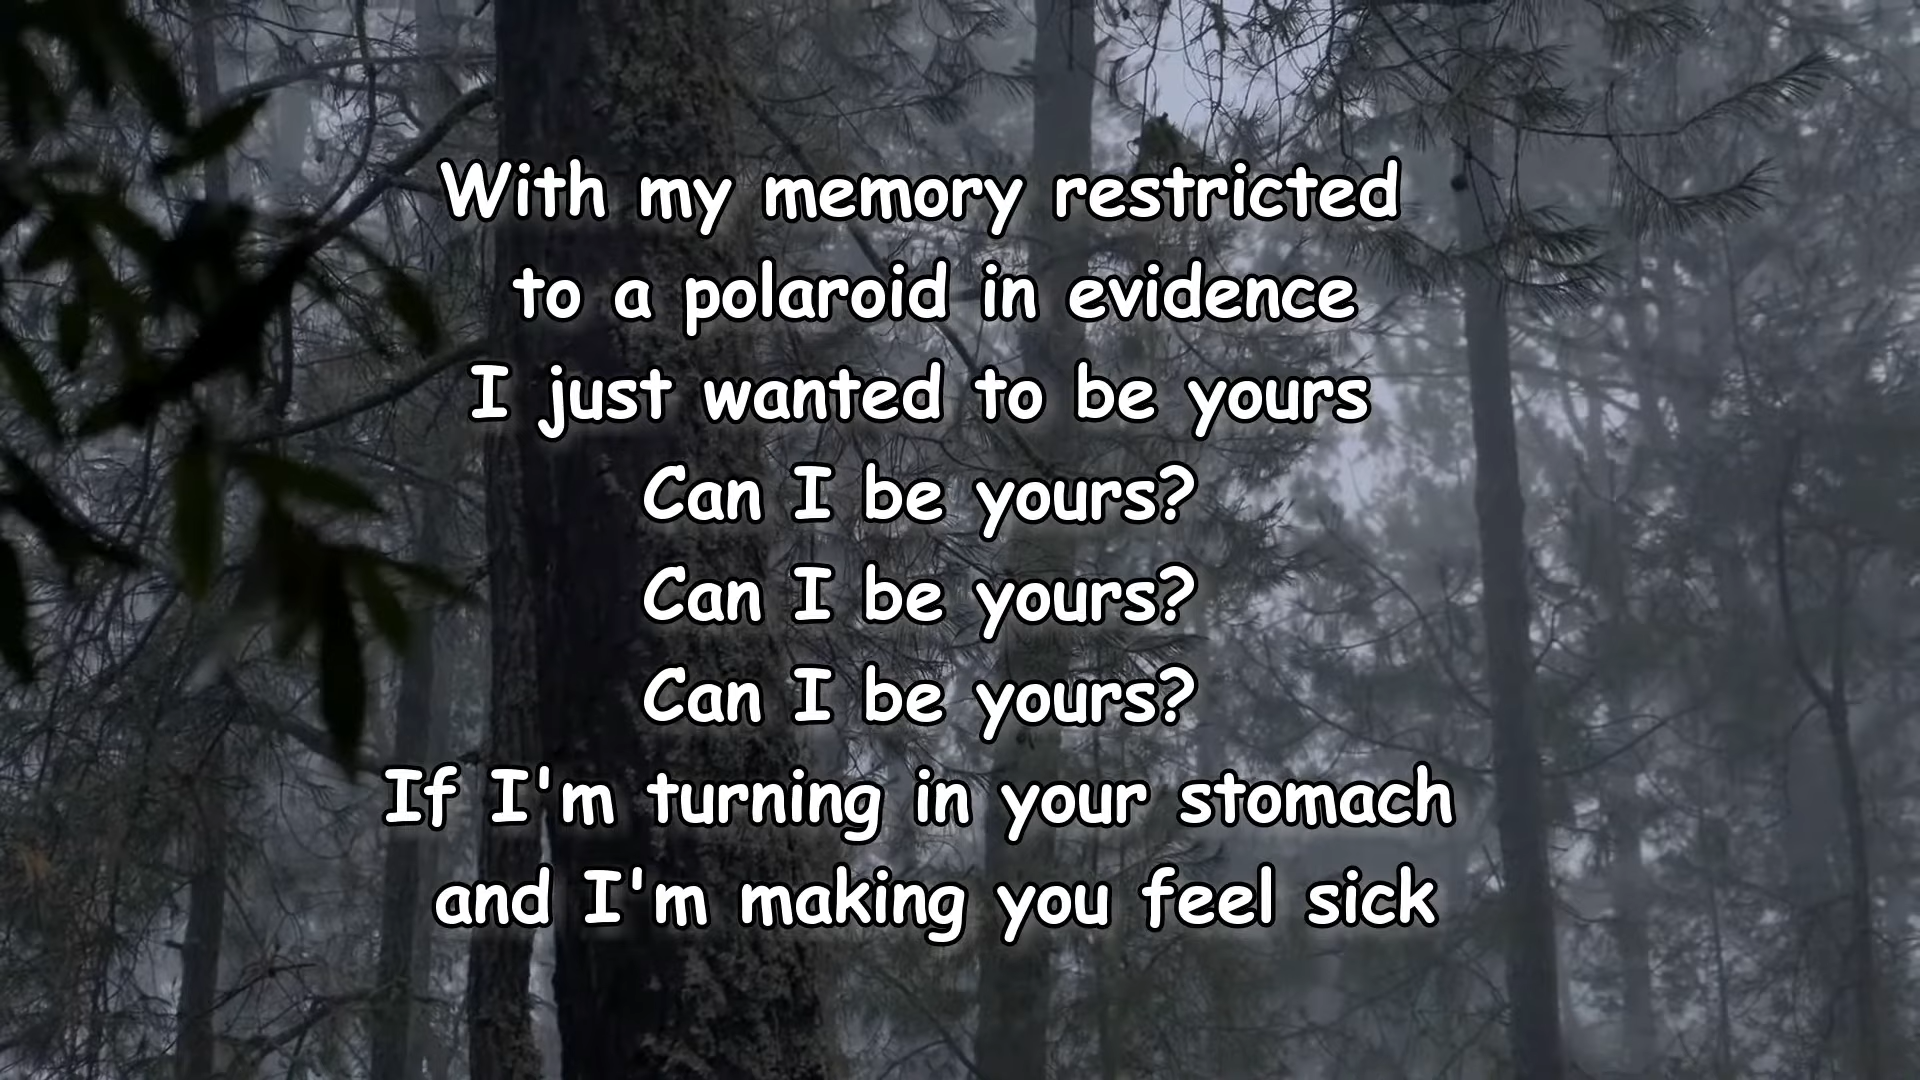 With my memory restricted
to a polaroid in evidence
I just wanted to be yours
Can I be yours?
Can I be yours?
Can I be yours?
If I'm turning in your stomach
and I'm making you feel sick